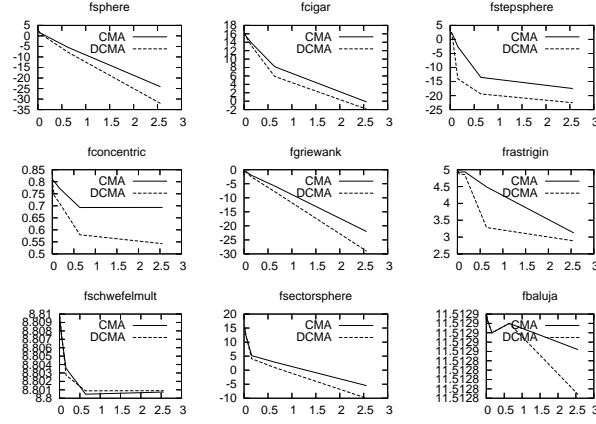 fsphere
CMA
DCMA
5
0
-5
-10
-15
-20
-25
-30
-35
0 0.5 1 1.5 2 2.5 3
fcigar
CMA
DCMA
18
16
14
12
10
8
6
4
2
0
-2
0 0.5 1 1.5 2 2.5 3
fstepsphere
CMA
DCMA
5
0
-5
-10
-15
-20
-25
0 0.5 1 1.5 2 2.5 3
fconcentric
CMA
DCMA
0.85
0.8
0.75
0.7
0.65
0.6
0.55
0.5
0 0.5 1 1.5 2 2.5 3
fgriewank
CMA
DCMA
0
-5
-10
-15
-20
-25
-30
0 0.5 1 1.5 2 2.5 3
frastrigin
CMA
DCMA
5
4.5
4
3.5
3
2.5
0 0.5 1 1.5 2 2.5 3
fschwefelmult
CMA
DCMA
8.81
8.809
8.808
8.807
8.806
8.805
8.804
8.803
8.802
8.801
8.8
0 0.5 1 1.5 2 2.5 3
fsectorsphere
CMA
DCMA
20
15
10
5
0
-5
-10
0 0.5 1 1.5 2 2.5 3
fbaluja
CMA
DCMA
11.5129
11.5129
11.5129
11.5129
11.5129
11.5128
11.5128
11.5128
11.5128
0 0.5 1 1.5 2 2.5 3